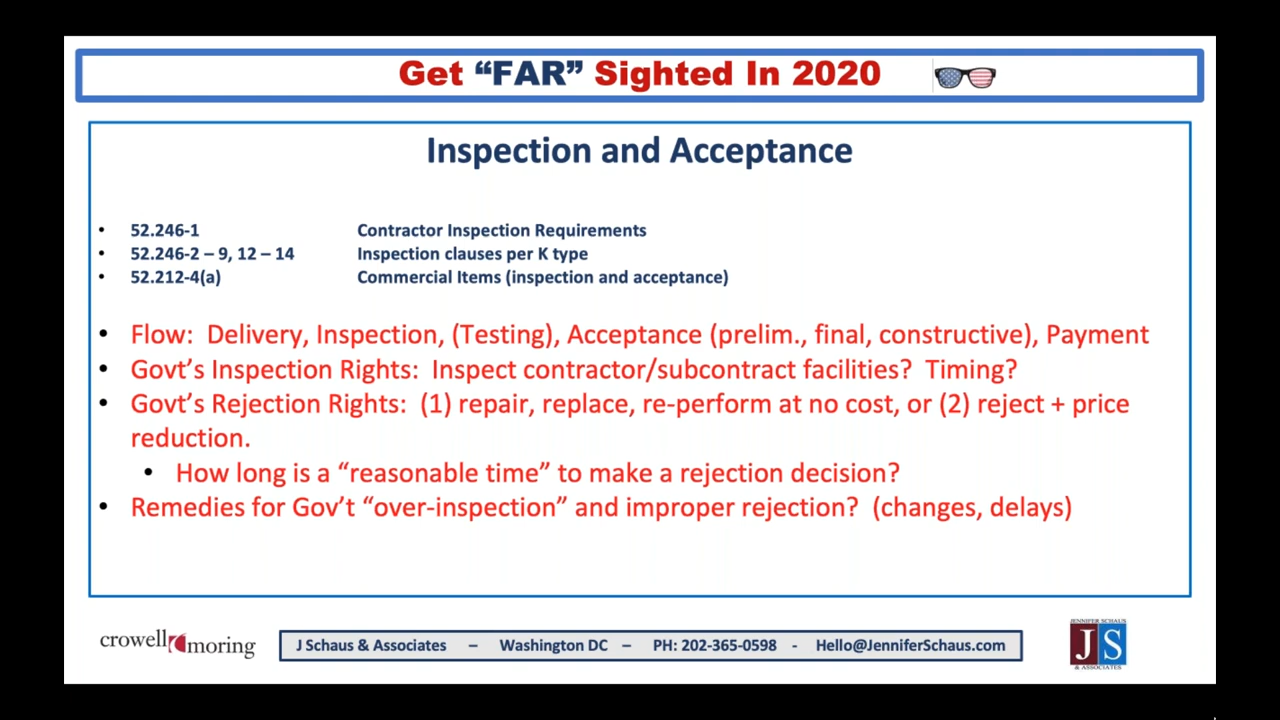 Get “FAR” Sighted In 2020
Inspection and Acceptance
• 52.246-1 Contractor Inspection Requirements
• 52.246-2 – 9, 12 – 14 Inspection clauses per K type
• 52.212-4(a) Commercial Items (inspection and acceptance)
• Flow: Delivery, Inspection, (Testing), Acceptance (prelim., final, constructive), Payment
• Govt’s Inspection Rights: Inspect contractor/subcontract facilities? Timing?
• Govt’s Rejection Rights: (1) repair, replace, re-perform at no cost, or (2) reject + price
reduction.
• How long is a “reasonable time” to make a rejection decision?
• Remedies for Gov’t “over-inspection” and improper rejection? (changes, delays)
crowell moring
J Schaus & Associates – Washington DC – PH: 202-365-0598 - Hello@JenniferSchaus.com
JENNIFER SCHAUS
J S
& ASSOCIATES